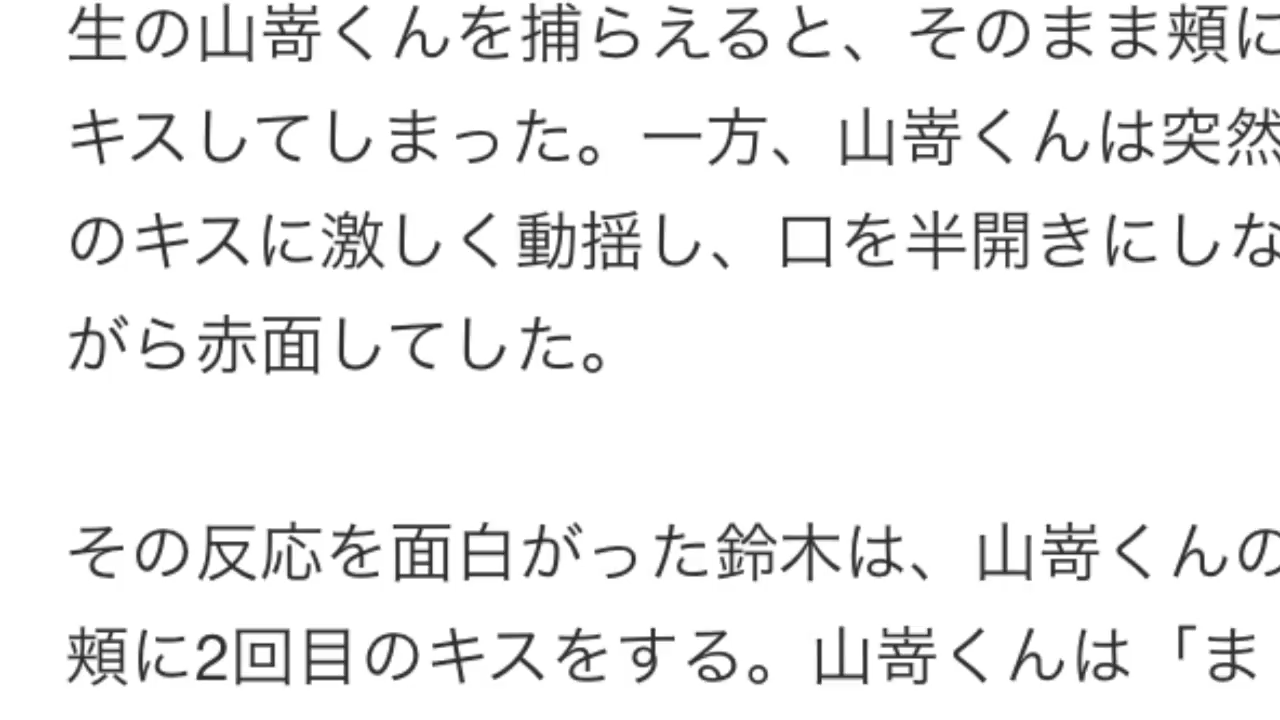 生の山嵜くんを捕らえると、そのまま頬に
キスしてしまった。一方、山嵜くんは突然
のキスに激しく動揺し、口を半開きにしな
がら赤面してした。
その反応を面白がった鈴木は、山嵜くんの
頬に2回目のキスをする。山嵜くんは「ま